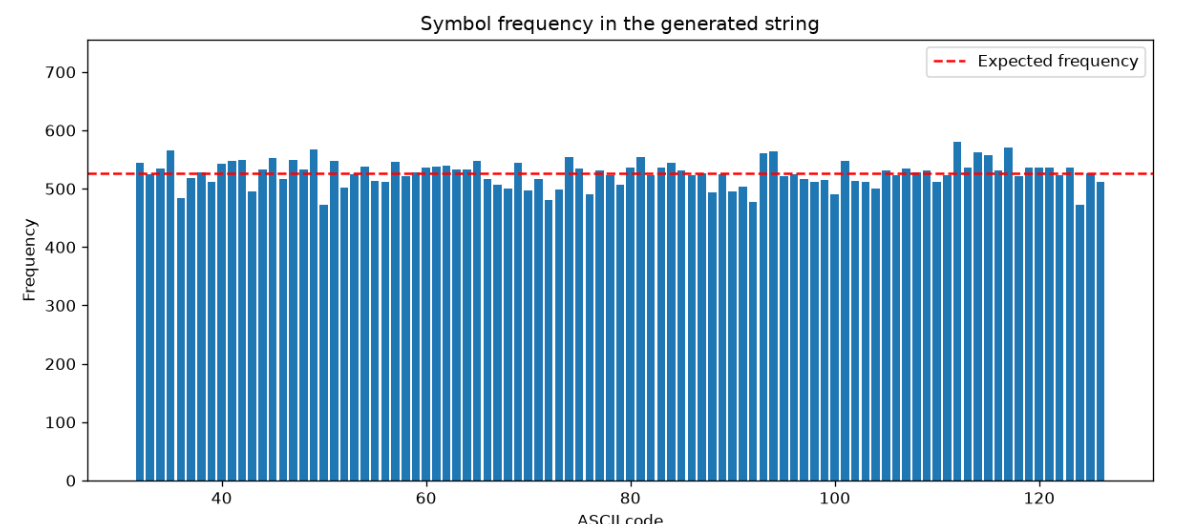 Symbol frequency in the generated string
Expected frequency
700
600
500
400
300
200
100
0
Frequency
40 60 80 100 120
ASCII code